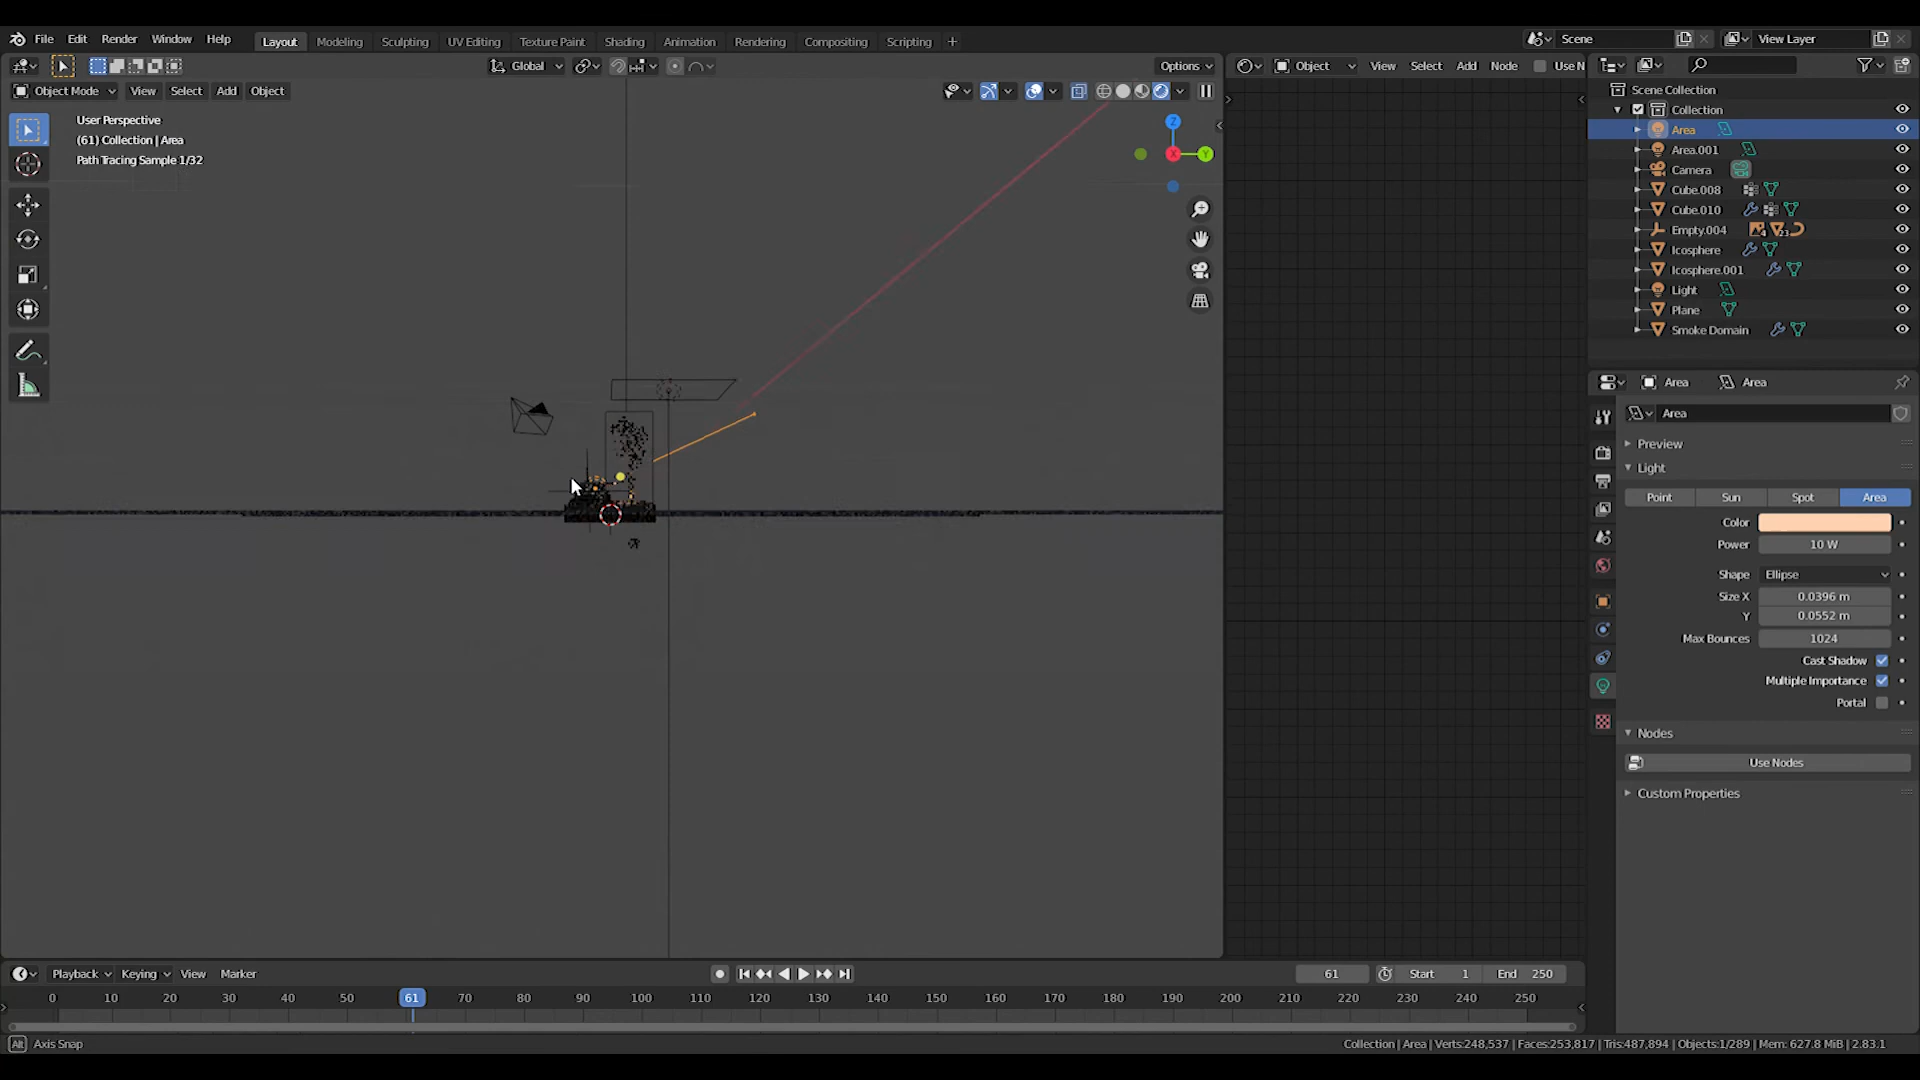 File Edit Render Window Help
Layout Modeling Sculpting UV Editing Texture Paint Shading Animation Rendering Compositing Scripting +
Scene
View Layer
Global
Options
Object Mode View Select Add Object
Object View Select Add Node Use N
User Perspective
(61) Collection | Area
Path Tracing Sample 1/32
Z
Y
X
Scene Collection
Collection
Area
Area.001
Camera
Cube.008
Cube.010
Empty.004 4 23
Icosphere
Icosphere.001
Light
Plane
Smoke Domain
Area Area
Area
Preview
Light
Point Sun Spot Area
Color
Power 10 W
Shape Ellipse
Size X 0.0396 m
Y 0.0552 m
Max Bounces 1024
Cast Shadow
Multiple Importance
Portal
Nodes
Use Nodes
Custom Properties
Playback Keying View Marker
61 Start 1 End 250
0 10 20 30 40 50 61 70 80 90 100 110 120 130 140 150 160 170 180 190 200 210 220 230 240 250
Alt Axis Snap
Collection | Area | Verts:248,537 | Faces:253,817 | Tris:487,894 | Objects:1/289 | Mem: 627.8 MiB | 2.83.1